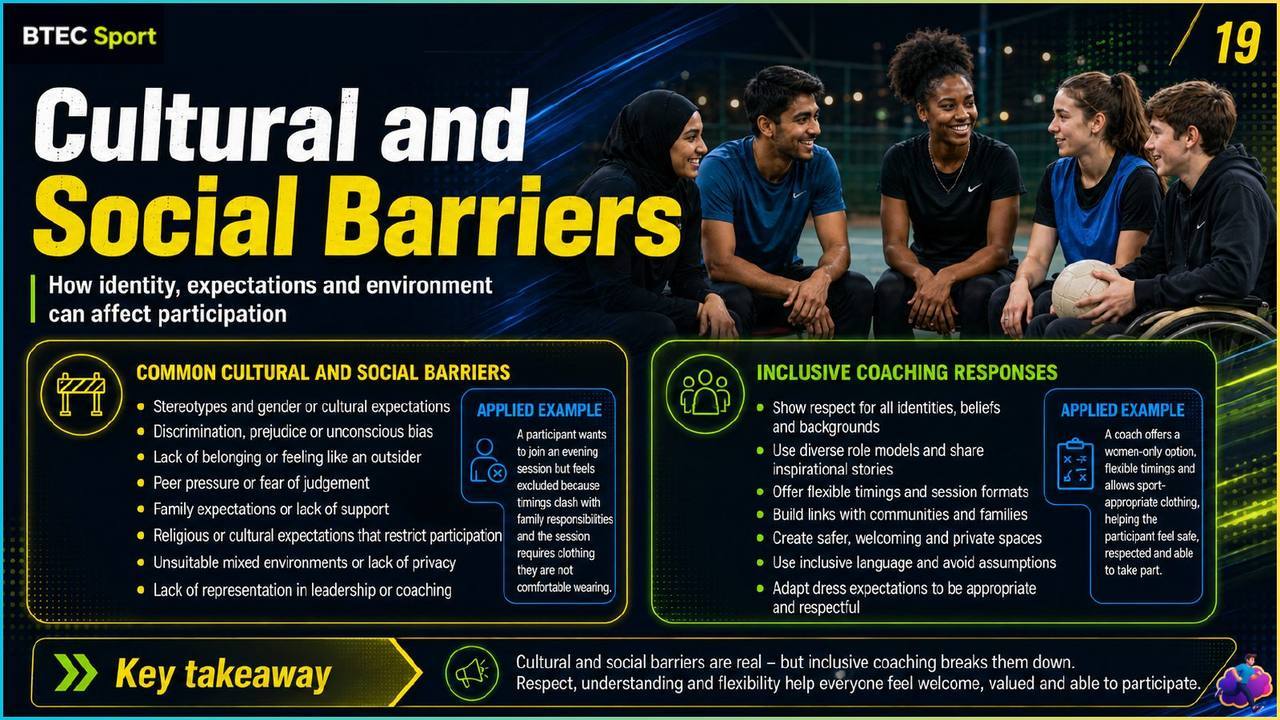 BTEC Sport
19
Cultural and
Social Barriers
How identity, expectations and environment
can affect participation
COMMON CULTURAL AND SOCIAL BARRIERS
Stereotypes and gender or cultural expectations
Discrimination, prejudice or unconscious bias
Lack of belonging or feeling like an outsider
Peer pressure or fear of judgement
Family expectations or lack of support
Religious or cultural expectations that restrict participation
Unsuitable mixed environments or lack of privacy
Lack of representation in leadership or coaching
APPLIED EXAMPLE
A participant wants
to join an evening
session but feels
excluded because
timings clash with
family responsibilities
and the session
requires clothing
they are not
comfortable wearing.
INCLUSIVE COACHING RESPONSES
Show respect for all identities, beliefs
and backgrounds
Use diverse role models and share
inspirational stories
Offer flexible timings and session formats
Build links with communities and families
Create safer, welcoming and private spaces
Use inclusive language and avoid assumptions
Adapt dress expectations to be appropriate
and respectful
APPLIED EXAMPLE
A coach offers a
women-only option,
flexible timings and
allows sport-
appropriate clothing,
helping the
participant feel safe,
respected and able
to take part.
Key takeaway
Cultural and social barriers are real – but inclusive coaching breaks them down.
Respect, understanding and flexibility help everyone feel welcome, valued and able to participate.